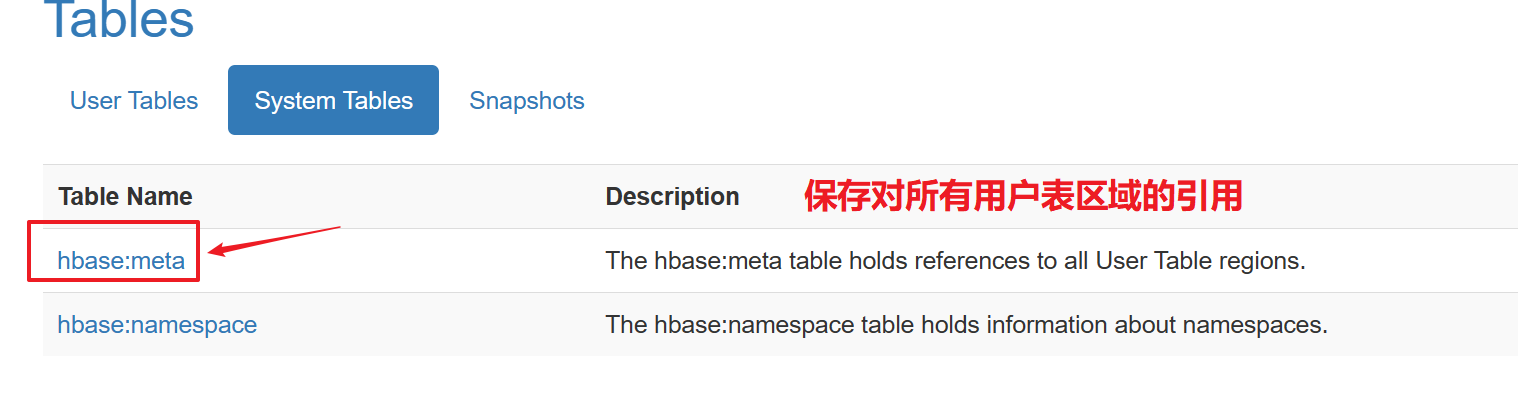 Tables
User Tables System Tables Snapshots
Table Name Description 保存对所有用户表区域的引用
hbase:meta The hbase:meta table holds references to all User Table regions.
hbase:namespace The hbase:namespace table holds information about namespaces.